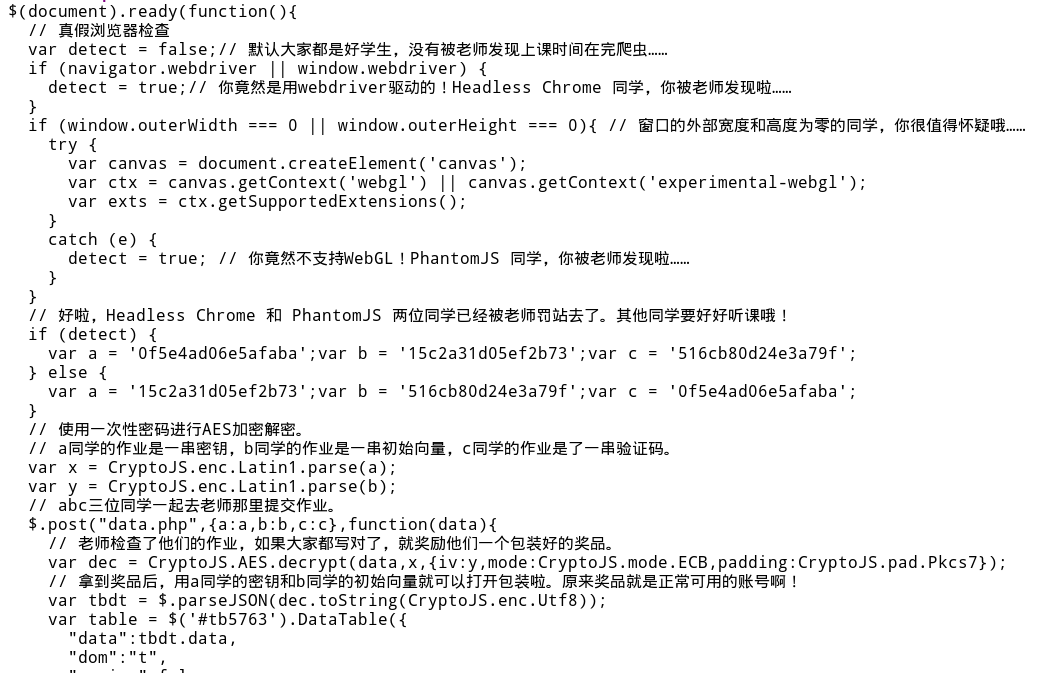 $(document).ready(function(){
  // 真假浏览器检查
  var detect = false;// 默认大家都是好学生，没有被老师发现上课时间在完爬虫……
  if (navigator.webdriver || window.webdriver) {
    detect = true;// 你竟然是用webdriver驱动的！Headless Chrome 同学，你被老师发现啦……
  }
  if (window.outerWidth === 0 || window.outerHeight === 0){ // 窗口的外部宽度和高度为零的同学，你很值得怀疑哦……
    try {
      var canvas = document.createElement('canvas');
      var ctx = canvas.getContext('webgl') || canvas.getContext('experimental-webgl');
      var exts = ctx.getSupportedExtensions();
    }
    catch (e) {
      detect = true; // 你竟然不支持WebGL！PhantomJS 同学，你被老师发现啦……
    }
  }
  // 好啦，Headless Chrome 和 PhantomJS 两位同学已经被老师罚站去了。其他同学要好好听课哦！
  if (detect) {
    var a = '0f5e4ad06e5afaba';var b = '15c2a31d05ef2b73';var c = '516cb80d24e3a79f';
  } else {
    var a = '15c2a31d05ef2b73';var b = '516cb80d24e3a79f';var c = '0f5e4ad06e5afaba';
  }
  // 使用一次性密码进行AES加密解密。
  // a同学的作业是一串密钥，b同学的作业是一串初始向量，c同学的作业是了一串验证码。
  var x = CryptoJS.enc.Latin1.parse(a);
  var y = CryptoJS.enc.Latin1.parse(b);
  // abc三位同学一起去老师那里提交作业。
  $.post("data.php",{a:a,b:b,c:c},function(data){
    // 老师检查了他们的作业，如果大家都写对了，就奖励他们一个包装好的奖品。
    var dec = CryptoJS.AES.decrypt(data,x,{iv:y,mode:CryptoJS.mode.ECB,padding:CryptoJS.pad.Pkcs7});
    // 拿到奖品后，用a同学的密钥和b同学的初始向量就可以打开包装啦。原来奖品就是正常可用的账号啊！
    var tbdt = $.parseJSON(dec.toString(CryptoJS.enc.Utf8));
    var table = $('#tb5763').DataTable({
      "data":tbdt.data,
      "dom":"t",